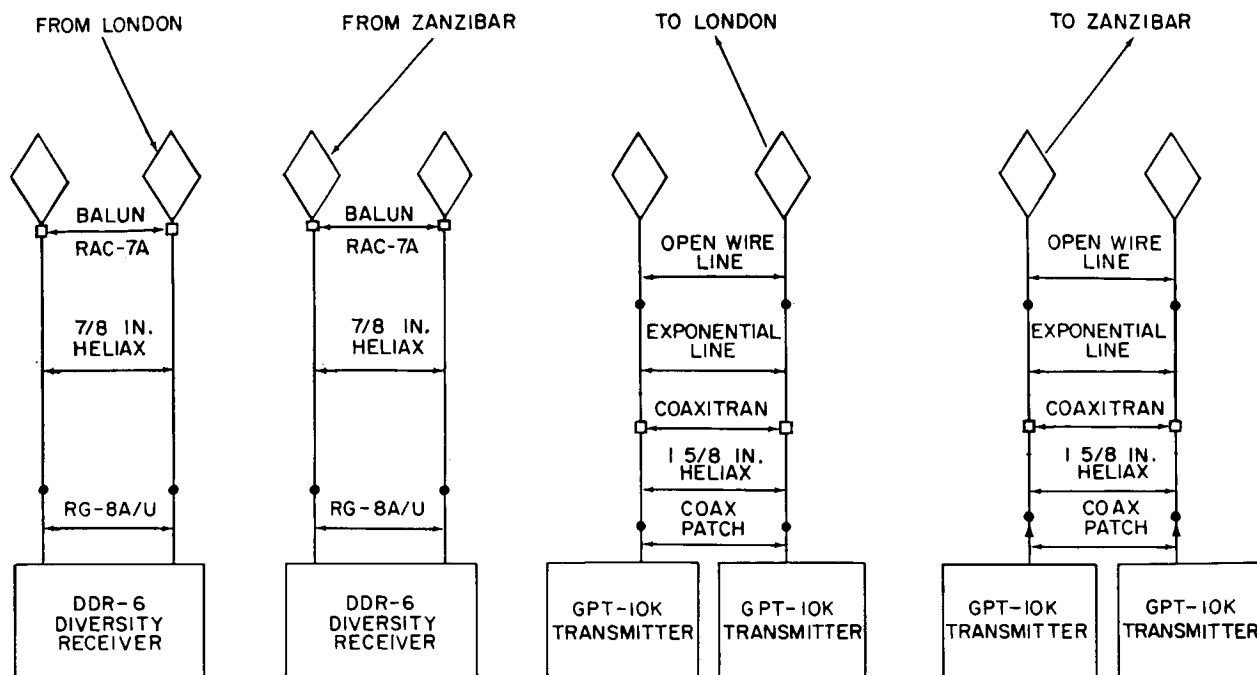 FROM LONDON
FROM ZANZIBAR
TO LONDON
TO ZANZIBAR
BALUN
RAC-7A
7/8 IN.
HELIAX
RG-8A/U
DDR-6
DIVERSITY
RECEIVER
BALUN
RAC-7A
7/8 IN.
HELIAX
RG-8A/U
DDR-6
DIVERSITY
RECEIVER
OPEN WIRE
LINE
EXPONENTIAL
LINE
COAXITRAN
1 5/8 IN.
HELIAX
COAX
PATCH
GPT-10K
TRANSMITTER
GPT-10K
TRANSMITTER
OPEN WIRE
LINE
EXPONENTIAL
LINE
COAXITRAN
1 5/8 IN.
HELIAX
COAX
PATCH
GPT-10K
TRANSMITTER
GPT-10K
TRANSMITTER